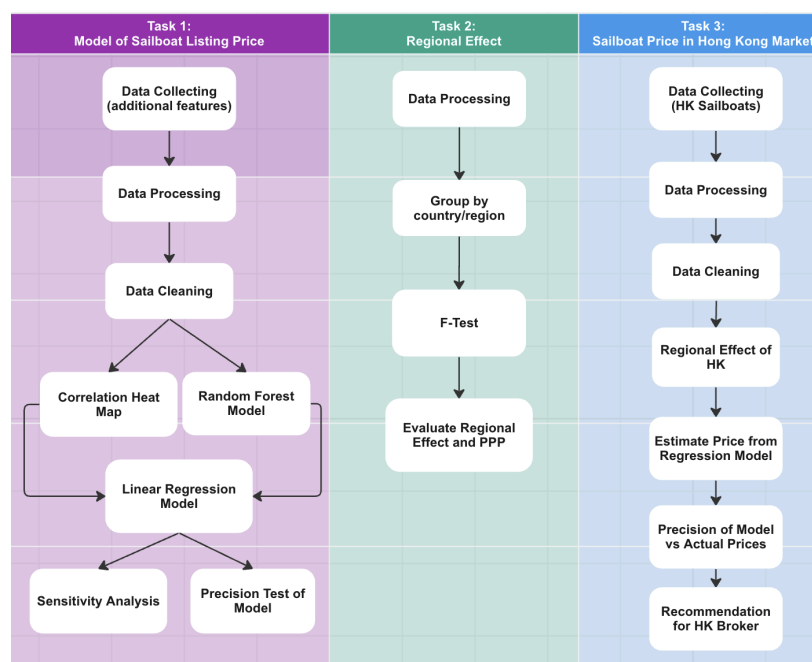 Task 1:
Model of Sailboat Listing Price
Data Collecting
(additional features)
Data Processing
Data Cleaning
Correlation Heat
Map
Random Forest
Model
Linear Regression
Model
Sensitivity Analysis
Precision Test of
Model
Task 2:
Regional Effect
Data Processing
Group by
country/region
F-Test
Evaluate Regional
Effect and PPP
Task 3:
Sailboat Price in Hong Kong Market
Data Collecting
(HK Sailboats)
Data Processing
Data Cleaning
Regional Effect of
HK
Estimate Price from
Regression Model
Precision of Model
vs Actual Prices
Recommendation
for HK Broker